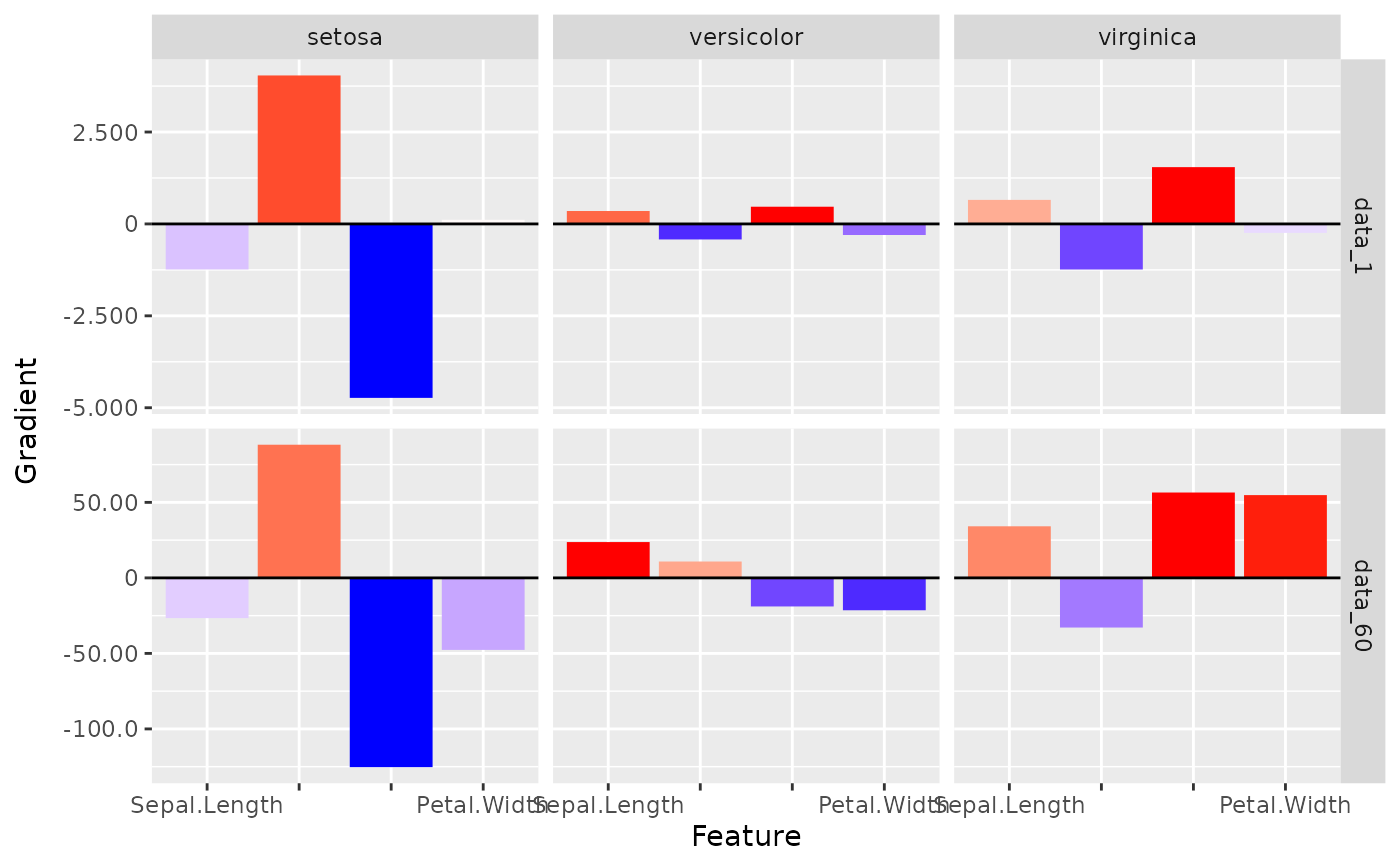 setosa
versicolor
virginica
2.500
0
-2.500
-5.000
data_1
Gradient
50.00
0
-50.00
-100.0
data_60
Sepal.Length
Petal.Width
Sepal.Length
Petal.Width
Sepal.Length
Petal.Width
Feature